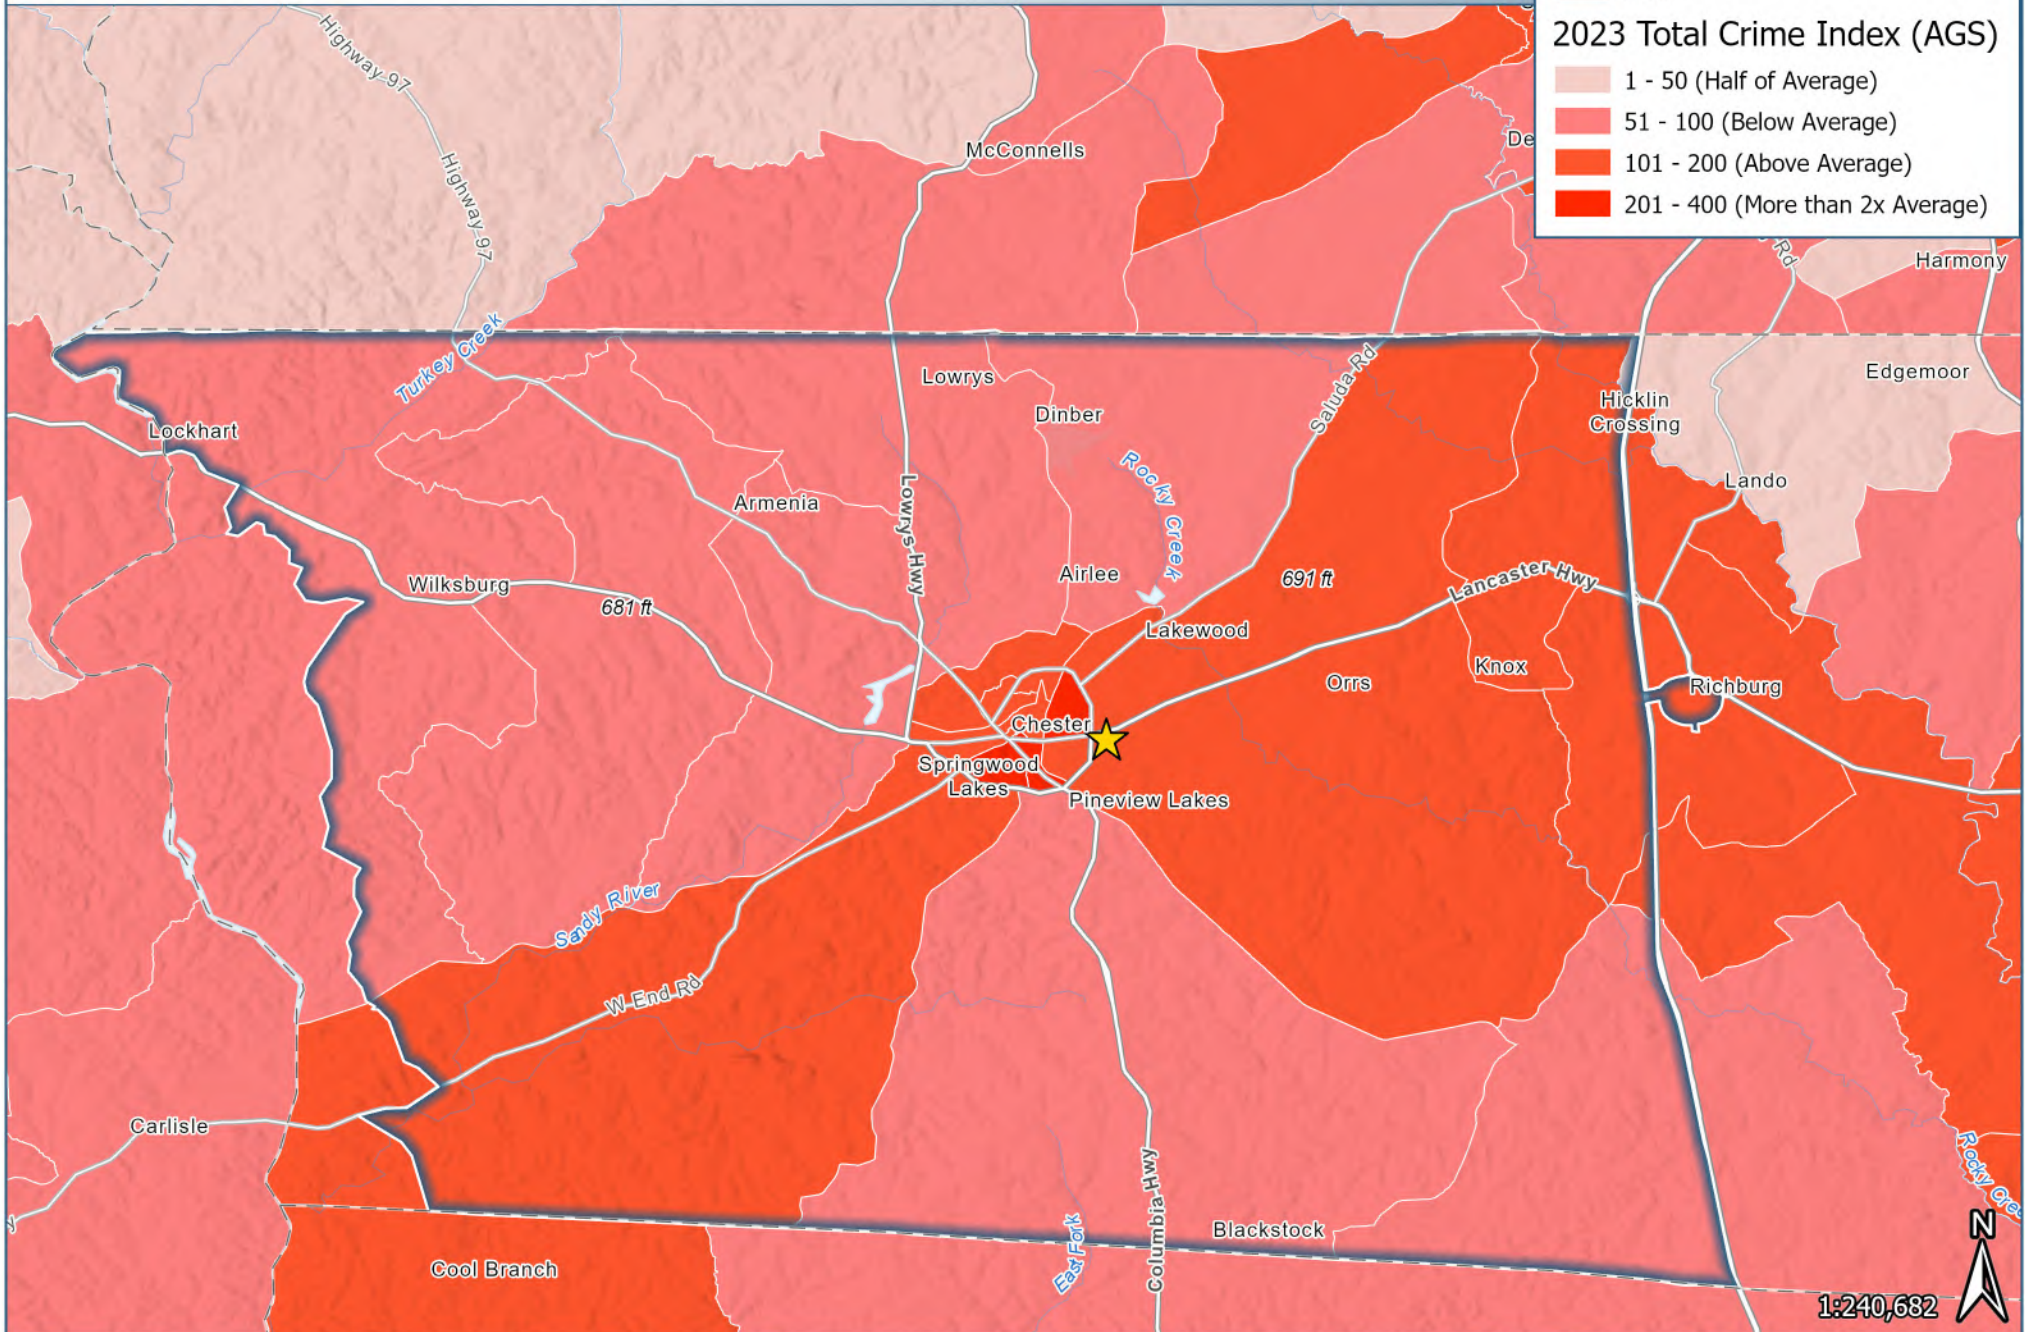 2023 Total Crime Index (AGS)
1 - 50 (Half of Average)
51 - 100 (Below Average)
101 - 200 (Above Average)
201 - 400 (More than 2x Average)
Highway 97
Highway 97
McConnells
De
Rd
Harmony
Turkey Creek
Lowrys
Dinber
Saluda Rd
Hicklin
Crossing
Edgemoor
Lockhart
Armenia
Lowrys Hwy
Rocky Creek
Lando
Wilksburg
681 ft
Airlee
691 ft
Lancaster Hwy
Lakewood
Orrs
Knox
Richburg
Chester
Springwood
Lakes
Pineview Lakes
Sandy River
W End Rd
Carlisle
Columbia Hwy
East Fork
Blackstock
Cool Branch
Rocky Cree
y
N
1:240,682